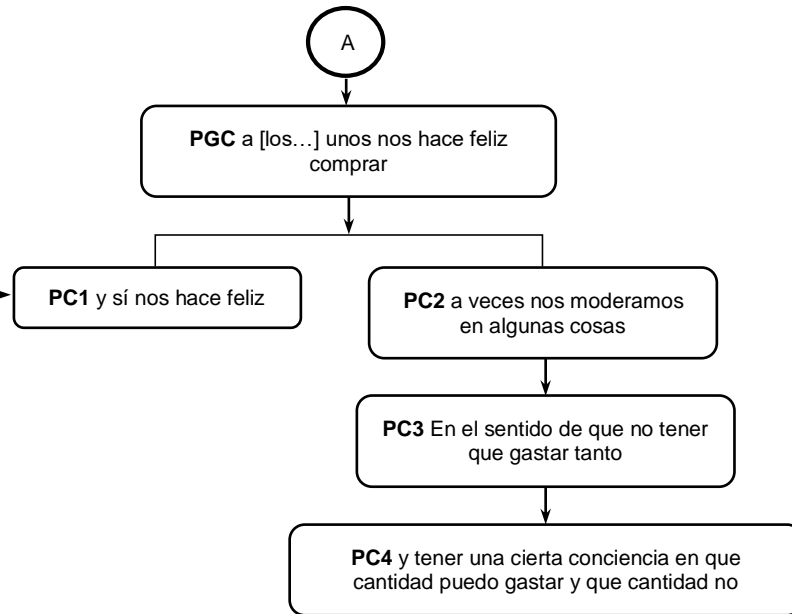 A
PGC a [los…] unos nos hace feliz
comprar
PC1 y sí nos hace feliz
PC2 a veces nos moderamos
en algunas cosas
PC3 En el sentido de que no tener
que gastar tanto
PC4 y tener una cierta conciencia en que
cantidad puedo gastar y que cantidad no